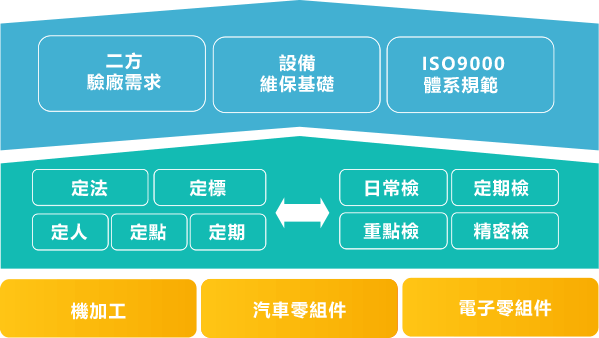 二方
驗廠需求
設備
維保基礎
ISO9000
體系規範
定法
定標
定人
定點
定期
日常檢
定期檢
重點檢
精密檢
機加工
汽車零組件
電子零組件